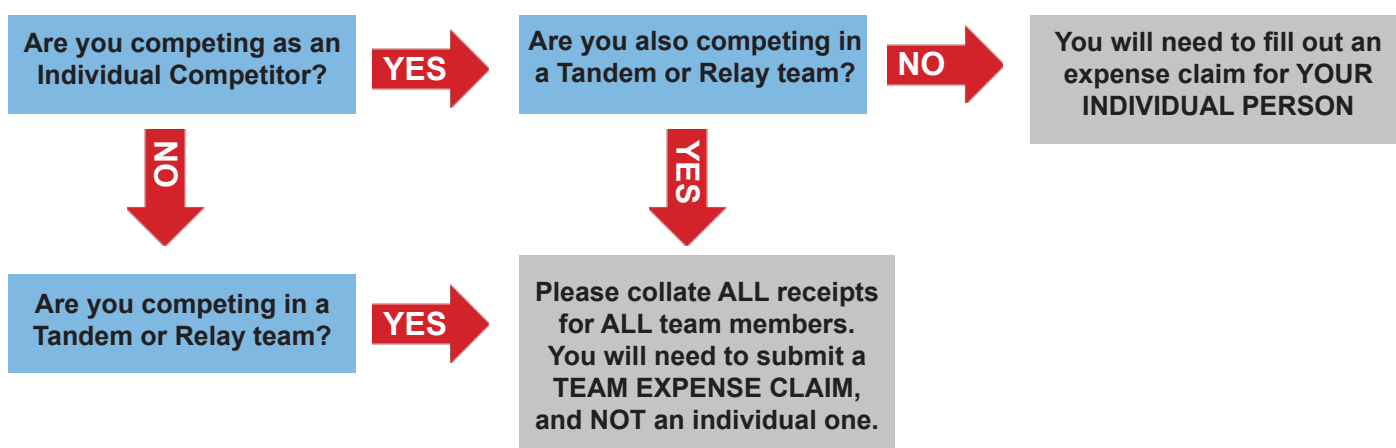 Are you competing as an
Individual Competitor?
YES
Are you also competing in
a Tandem or Relay team?
NO
You will need to fill out an
expense claim for YOUR
INDIVIDUAL PERSON
NO
YES
Are you competing in a
Tandem or Relay team?
YES
Please collate ALL receipts
for ALL team members.
You will need to submit a
TEAM EXPENSE CLAIM,
and NOT an individual one.